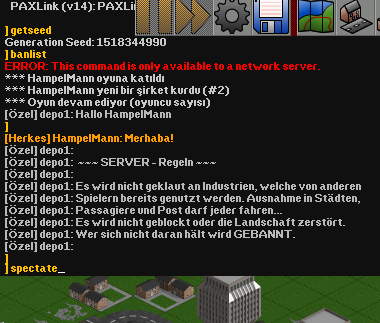 PAXLink (v14): PAXLin
] getseed
Generation Seed: 1518344990
] banlist
ERROR: This command is only available to a network server.
*** HampelMann oyuna katıldı
*** HampelMann yeni bir şirket kurdu (#2)
*** Oyun devam ediyor (oyuncu sayısı)
[Özel] depo1: Hallo HampelMann
]
[Herkes] HampelMann: Merhaba!
[Özel] depo1:
[Özel] depo1: ~~~ SERVER - Regeln ~~~
[Özel] depo1:
[Özel] depo1: Es wird nicht geklaut an Industrien, welche von anderen
[Özel] depo1: Spielern bereits genutzt werden. Ausnahme in Städten,
[Özel] depo1: Passagiere und Post darf jeder fahren...
[Özel] depo1: Es wird nicht geblockt oder die Landschaft zerstört.
[Özel] depo1: Wer sich nicht daran hält wird GEBANNT.
[Özel] depo1:
]
] spectate_